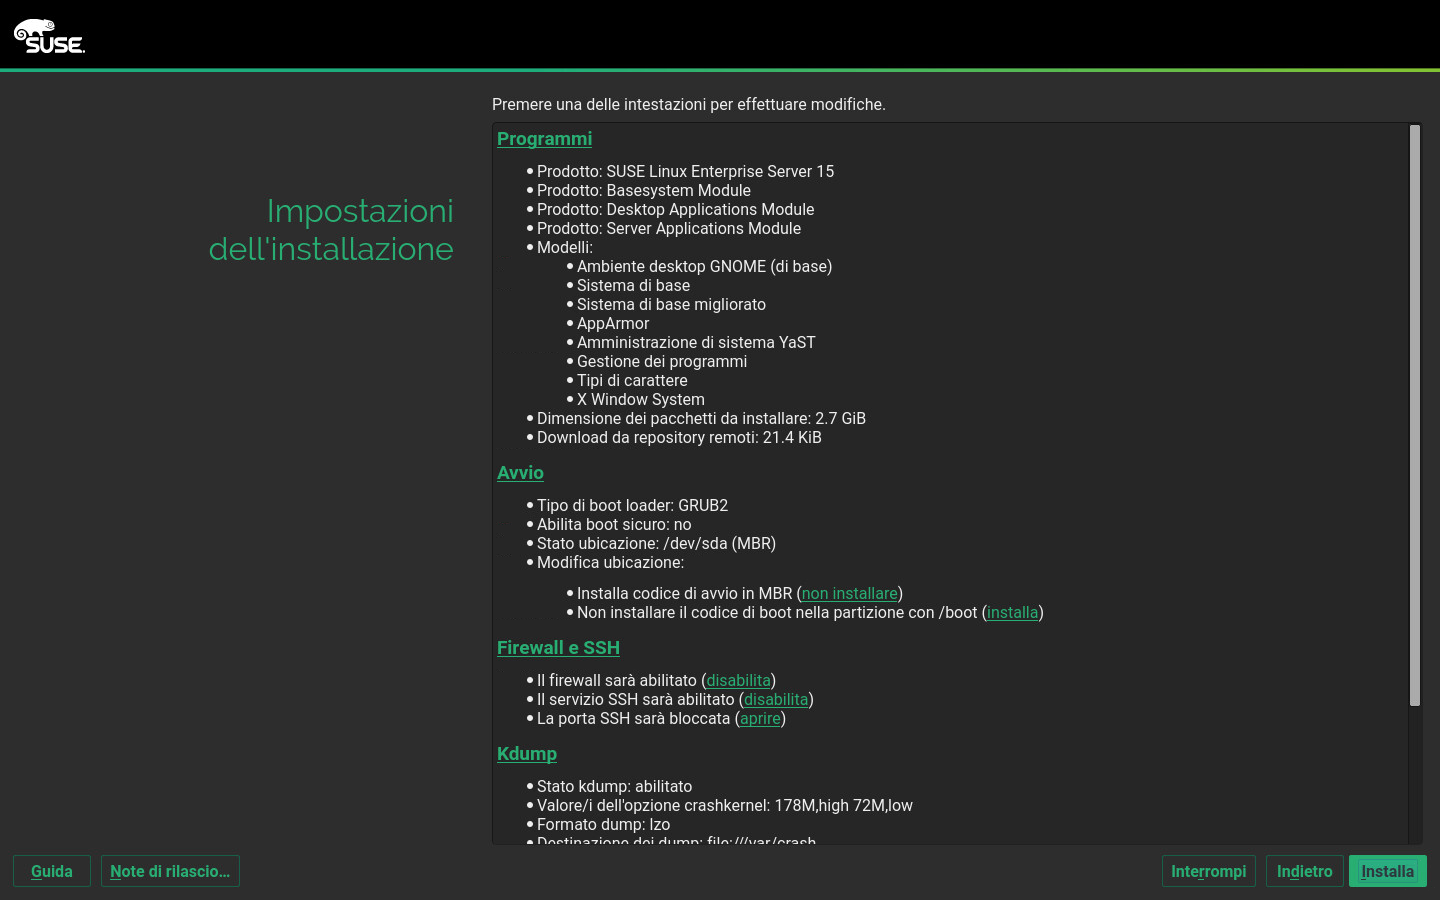 SUSE
Premere una delle intestazioni per effettuare modifiche.
Impostazioni
dell'installazione
Programmi
Prodotto: SUSE Linux Enterprise Server 15
Prodotto: Basesystem Module
Prodotto: Desktop Applications Module
Prodotto: Server Applications Module
Modelli:
Ambiente desktop GNOME (di base)
Sistema di base
Sistema di base migliorato
AppArmor
Amministrazione di sistema YaST
Gestione dei programmi
Tipi di carattere
X Window System
Dimensione dei pacchetti da installare: 2.7 GiB
Download da repository remoti: 21.4 KiB
Avvio
Tipo di boot loader: GRUB2
Abilita boot sicuro: no
Stato ubicazione: /dev/sda (MBR)
Modifica ubicazione:
Installa codice di avvio in MBR (non installare)
Non installare il codice di boot nella partizione con /boot (installa)
Firewall e SSH
Il firewall sarà abilitato (disabilita)
Il servizio SSH sarà abilitato (disabilita)
La porta SSH sarà bloccata (aprire)
Kdump
Stato kdump: abilitato
Valore/i dell'opzione crashkernel: 178M,high 72M,low
Formato dump: lzo
Destinazione dei dump: file:///var/crash
Guida
Note di rilascio...
Interrompi
Indietro
Installa